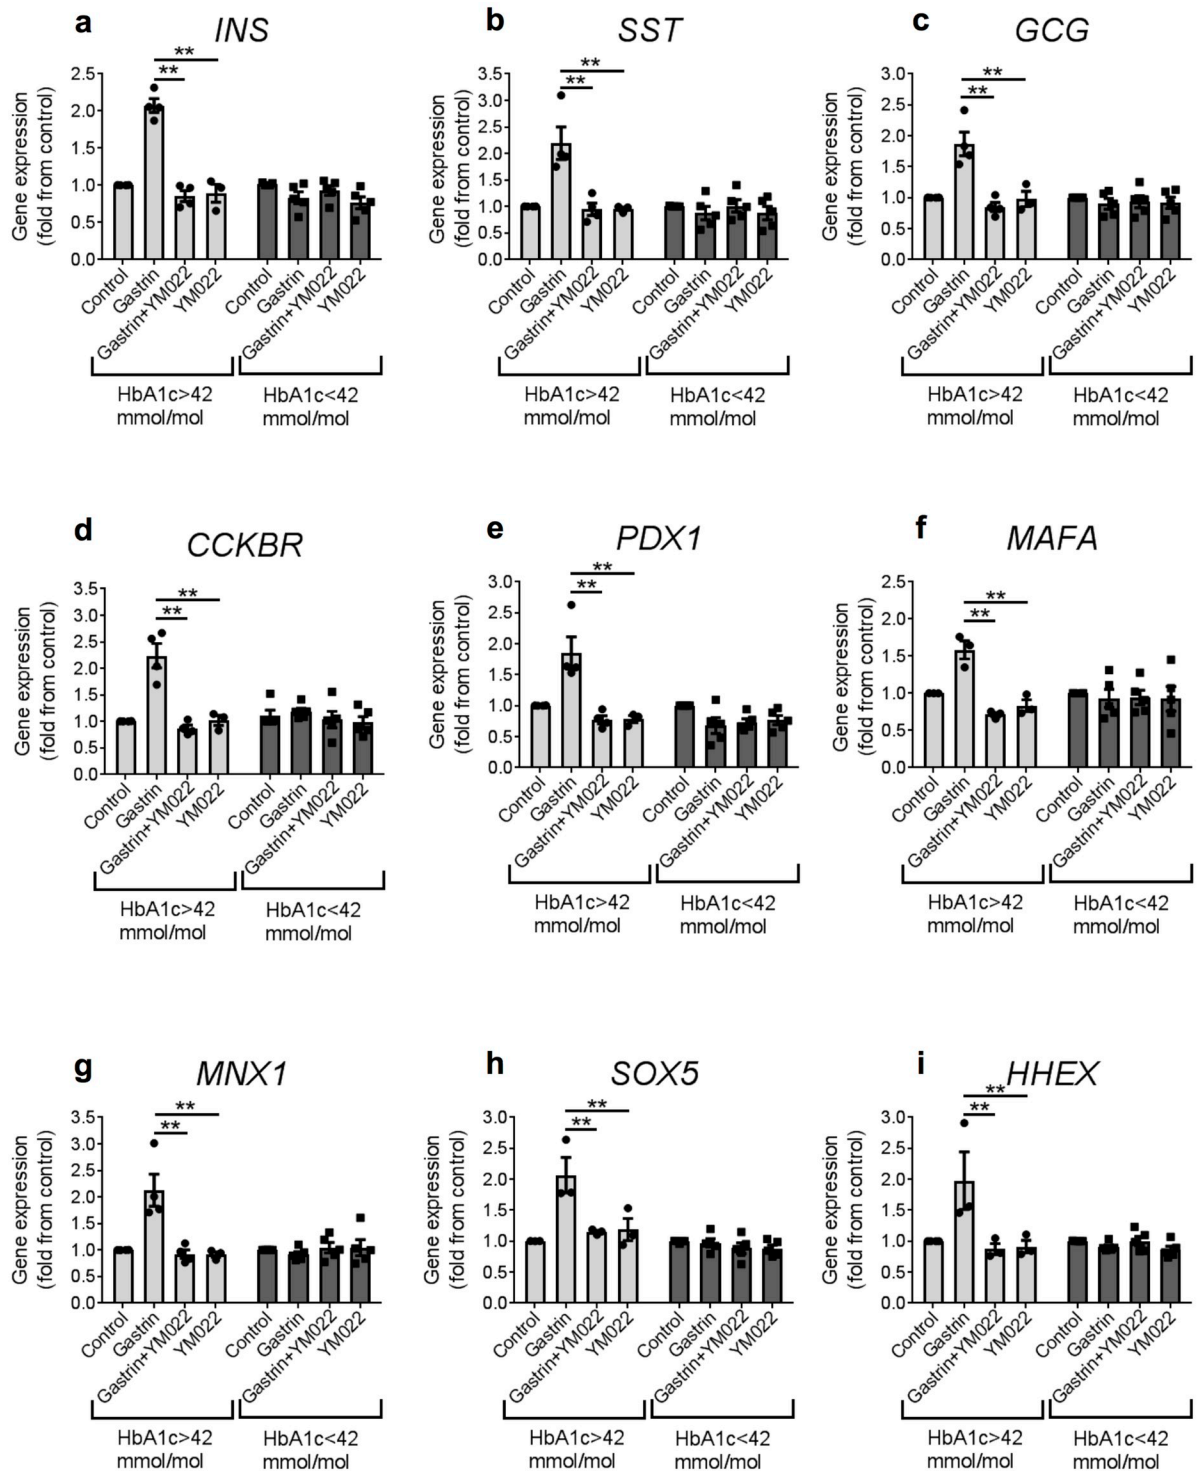 a
INS
Gene expression
(fold from control)
2.5
2.0
1.5
1.0
0.5
0.0
**
**
Control
Gastrin
Gastrin+YM022
YM022
Control
Gastrin
Gastrin+YM022
YM022
HbA1c>42
mmol/mol
HbA1c<42
mmol/mol
b
SST
Gene expression
(fold from control)
3.5
3.0
2.5
2.0
1.5
1.0
0.5
0.0
**
**
Control
Gastrin
Gastrin+YM022
YM022
Control
Gastrin
Gastrin+YM022
YM022
HbA1c>42
mmol/mol
HbA1c<42
mmol/mol
c
GCG
Gene expression
(fold from control)
3.0
2.5
2.0
1.5
1.0
0.5
0.0
**
**
Control
Gastrin
Gastrin+YM022
YM022
Control
Gastrin
Gastrin+YM022
YM022
HbA1c>42
mmol/mol
HbA1c<42
mmol/mol
d
CCKBR
Gene expression
(fold from control)
3.5
3.0
2.5
2.0
1.5
1.0
0.5
0.0
**
**
Control
Gastrin
Gastrin+YM022
YM022
Control
Gastrin
Gastrin+YM022
YM022
HbA1c>42
mmol/mol
HbA1c<42
mmol/mol
e
PDX1
Gene expression
(fold from control)
3.0
2.5
2.0
1.5
1.0
0.5
0.0
**
**
Control
Gastrin
Gastrin+YM022
YM022
Control
Gastrin
Gastrin+YM022
YM022
HbA1c>42
mmol/mol
HbA1c<42
mmol/mol
f
MAFA
Gene expression
(fold from control)
2.5
2.0
1.5
1.0
0.5
0.0
**
**
Control
Gastrin
Gastrin+YM022
YM022
Control
Gastrin
Gastrin+YM022
YM022
HbA1c>42
mmol/mol
HbA1c<42
mmol/mol
g
MNX1
Gene expression
(fold from control)
3.5
3.0
2.5
2.0
1.5
1.0
0.5
0.0
**
**
Control
Gastrin
Gastrin+YM022
YM022
Control
Gastrin
Gastrin+YM022
YM022
HbA1c>42
mmol/mol
HbA1c<42
mmol/mol
h
SOX5
Gene expression
(fold from control)
3.0
2.5
2.0
1.5
1.0
0.5
0.0
**
**
Control
Gastrin
Gastrin+YM022
YM022
Control
Gastrin
Gastrin+YM022
YM022
HbA1c>42
mmol/mol
HbA1c<42
mmol/mol
i
HHEX
Gene expression
(fold from control)
3.0
2.5
2.0
1.5
1.0
0.5
0.0
**
**
Control
Gastrin
Gastrin+YM022
YM022
Control
Gastrin
Gastrin+YM022
YM022
HbA1c>42
mmol/mol
HbA1c<42
mmol/mol